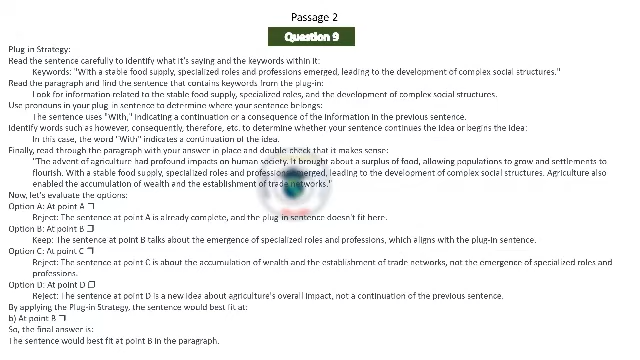 Passage 2
Question 9
Plug in Strategy:
Read the sentence carefully to identify what it's saying and the keywords within it:
Keywords: "With a stable food supply, specialized roles and professions emerged, leading to the development of complex social structures."
Read the paragraph and find the sentence that contains keywords from the plug-in:
Look for information related to the stable food supply, specialized roles, and the development of complex social structures.
Use pronouns in your plug-in sentence to determine where your sentence belongs:
The sentence uses "With," indicating a continuation or a consequence of the information in the previous sentence.
Identify words such as however, consequently, therefore, etc. to determine whether your sentence continues the idea or begins the idea:
In this case, the word "With" indicates a continuation of the idea.
Finally, read through the paragraph with your answer in place and double-check that it makes sense:
"The advent of agriculture had profound impacts on human society. It brought about a surplus of food, allowing populations to grow and settlements to
flourish. With a stable food supply, specialized roles and professions emerged, leading to the development of complex social structures. Agriculture also
enabled the accumulation of wealth and the establishment of trade networks."
Now, let's evaluate the options:
Option A: At point A ❐
Reject: The sentence at point A is already complete, and the plug-in sentence doesn't fit here.
Option B: At point B ❐
Keep: The sentence at point B talks about the emergence of specialized roles and professions, which aligns with the plug-in sentence.
Option C: At point C ❐
Reject: The sentence at point C is about the accumulation of wealth and the establishment of trade networks, not the emergence of specialized roles and
professions.
Option D: At point D ❐
Reject: The sentence at point D is a new idea about agriculture's overall impact, not a continuation of the previous sentence.
By applying the Plug-in Strategy, the sentence would best fit at:
b) At point B ❐
So, the final answer is:
The sentence would best fit at point B in the paragraph.